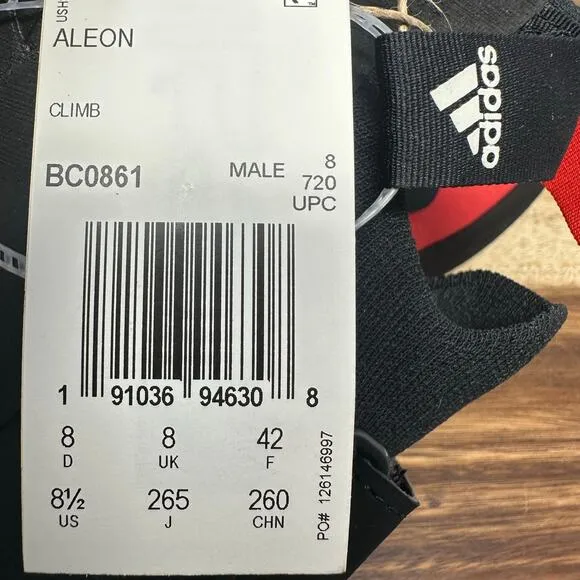 USH
ALEON
CLIMB
BC0861
MALE 8
720
UPC
1 91036 94630 8
8 8 42
D UK F
8½ 265 260
US J CHN
PO# 126146997
adidas